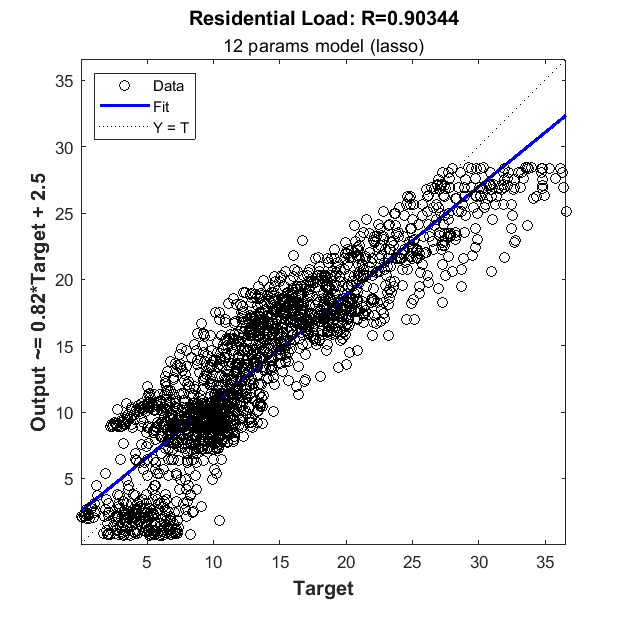 Residential Load: R=0.90344
12 params model (lasso)
Data
Fit
Y = T
35
30
25
20
15
10
5
Output ~= 0.82*Target + 2.5
5 10 15 20 25 30 35
Target